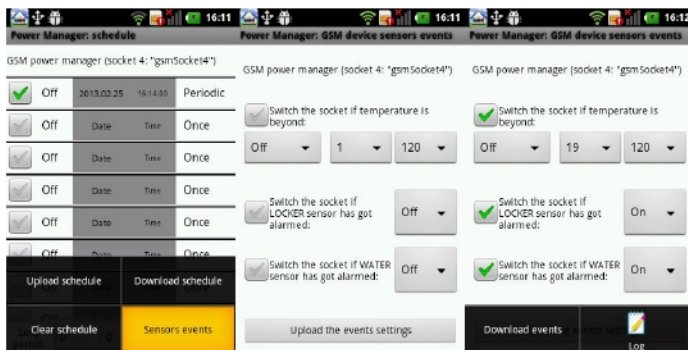 16:11
Power Manager: schedule
GSM power manager (socket 4: "gsmSocket4")
Off 2013.02.25 16:14:00 Periodic
Off Date Time Once
Off Date Time Once
Off Date Time Once
Off Date Time Once
Off Date Time Once
Upload schedule Download schedule
Clear schedule Sensors events
period:
16:11
Power Manager: GSM device sensors events
GSM power manager (socket 4: "gsmSocket4")
Switch the socket if temperature is
beyond:
Off 1 120
Switch the socket if
LOCKER sensor has got
alarmed:
Off
Switch the socket if WATER
sensor has got alarmed:
Off
Upload the events settings
16:12
Power Manager: GSM device sensors events
GSM power manager (socket 4: "gsmSocket4")
Switch the socket if temperature is
beyond:
Off 19 120
Switch the socket if
LOCKER sensor has got
alarmed:
On
Switch the socket if WATER
sensor has got alarmed:
On
Download events
Log